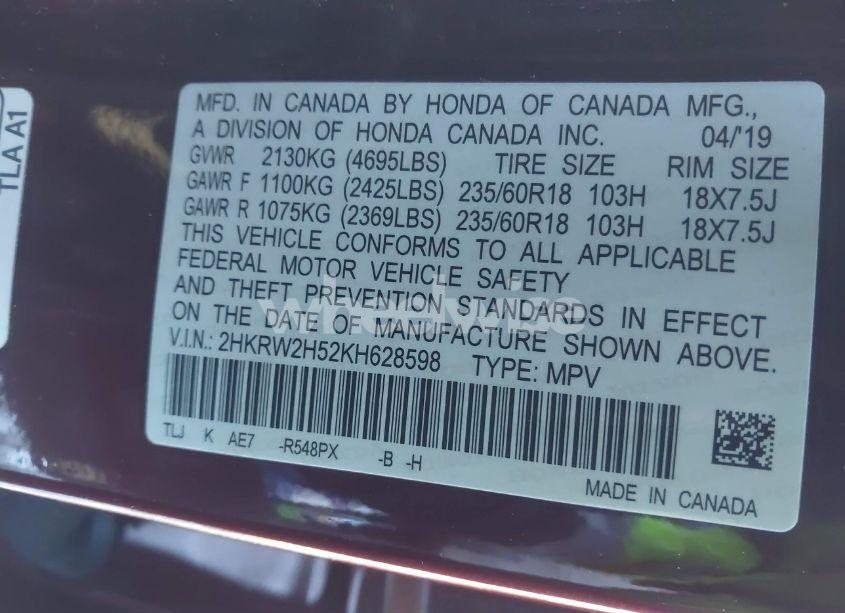 TLA A1
MFD. IN CANADA BY HONDA OF CANADA MFG.,
A DIVISION OF HONDA CANADA INC. 04/'19
GVWR 2130KG (4695LBS) TIRE SIZE RIM SIZE
GAWR F 1100KG (2425LBS) 235/60R18 103H 18X7.5J
GAWR R 1075KG (2369LBS) 235/60R18 103H 18X7.5J
THIS VEHICLE CONFORMS TO ALL APPLICABLE
FEDERAL MOTOR VEHICLE SAFETY
AND THEFT PREVENTION STANDARDS IN EFFECT
ON THE DATE OF MANUFACTURE SHOWN ABOVE.
V.I.N.: 2HKRW2H52KH628598 TYPE: MPV
TLJ K AE7 -R548PX -B -H
MADE IN CANADA
wheelwise